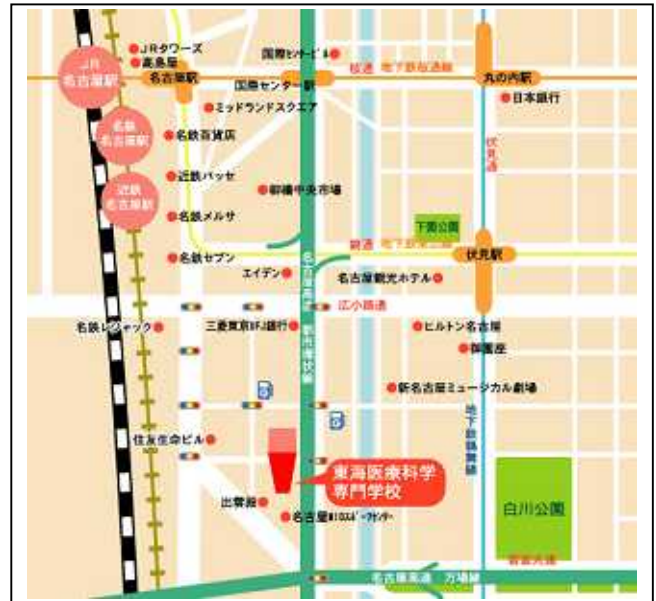 JRタワーズ
高島屋
JR
名古屋駅
名古屋駅
国際センタービル
国際センター駅
桜通 地下鉄桜通線
丸の内駅
日本銀行
ミッドランドスクエア
名鉄
名古屋駅
名鉄百貨店
伏見通
近鉄
名古屋駅
近鉄パッセ
柳橋中央市場
名鉄メルサ
下園公園
錦通 地下鉄東山線
伏見駅
名鉄セブン
エイデン
名古屋観光ホテル
名古屋高速 都心環状線
広小路通
名鉄レジャック
三菱東京UFJ銀行
ヒルトン名古屋
御園座
新名古屋ミュージカル劇場
地下鉄鶴舞線
住友生命ビル
東海医療科学
専門学校
出雲殿
白川公園
若宮大通
名古屋高速 万場線